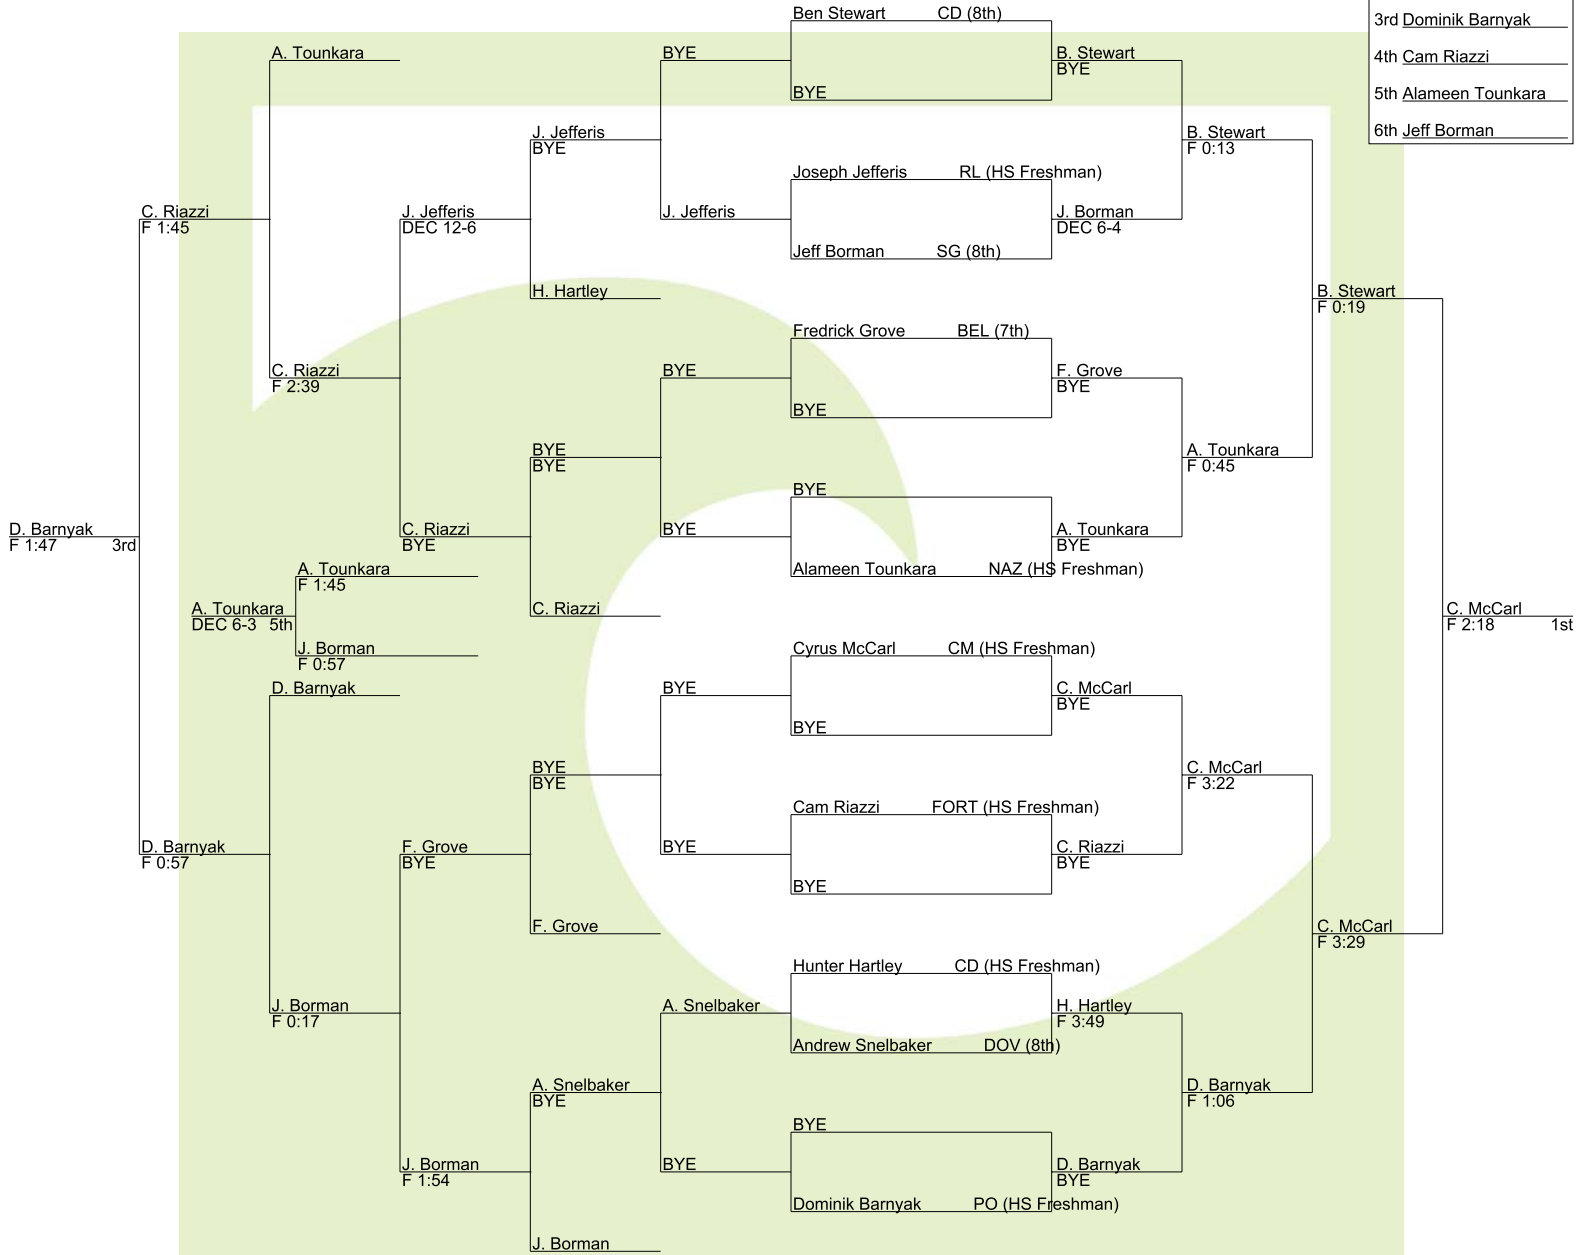 Ben Stewart CD (8th)
3rd Dominik Barnyak
A. Tounkara
BYE
B. Stewart
BYE
4th Cam Riazzi
BYE
5th Alameen Tounkara
J. Jefferis
BYE
B. Stewart
F 0:13
6th Jeff Borman
Joseph Jefferis RL (HS Freshman)
C. Riazzi
F 1:45
J. Jefferis
DEC 12-6
J. Jefferis
J. Borman
DEC 6-4
Jeff Borman SG (8th)
H. Hartley
B. Stewart
F 0:19
Fredrick Grove BEL (7th)
C. Riazzi
F 2:39
BYE
F. Grove
BYE
BYE
BYE
BYE
A. Tounkara
F 0:45
BYE
D. Barnyak
F 1:47 3rd
C. Riazzi
BYE
BYE
A. Tounkara
BYE
A. Tounkara
F 1:45
Alameen Tounkara NAZ (HS Freshman)
A. Tounkara
DEC 6-3 5th
C. Riazzi
C. McCarl
F 2:18 1st
J. Borman
F 0:57
Cyrus McCarl CM (HS Freshman)
D. Barnyak
BYE
C. McCarl
BYE
BYE
BYE
BYE
C. McCarl
F 3:22
Cam Riazzi FORT (HS Freshman)
D. Barnyak
F 0:57
F. Grove
BYE
BYE
C. Riazzi
BYE
BYE
F. Grove
C. McCarl
F 3:29
Hunter Hartley CD (HS Freshman)
J. Borman
F 0:17
A. Snelbaker
H. Hartley
F 3:49
Andrew Snelbaker DOV (8th)
A. Snelbaker
BYE
D. Barnyak
F 1:06
BYE
J. Borman
F 1:54
BYE
D. Barnyak
BYE
Dominik Barnyak PO (HS Freshman)
J. Borman